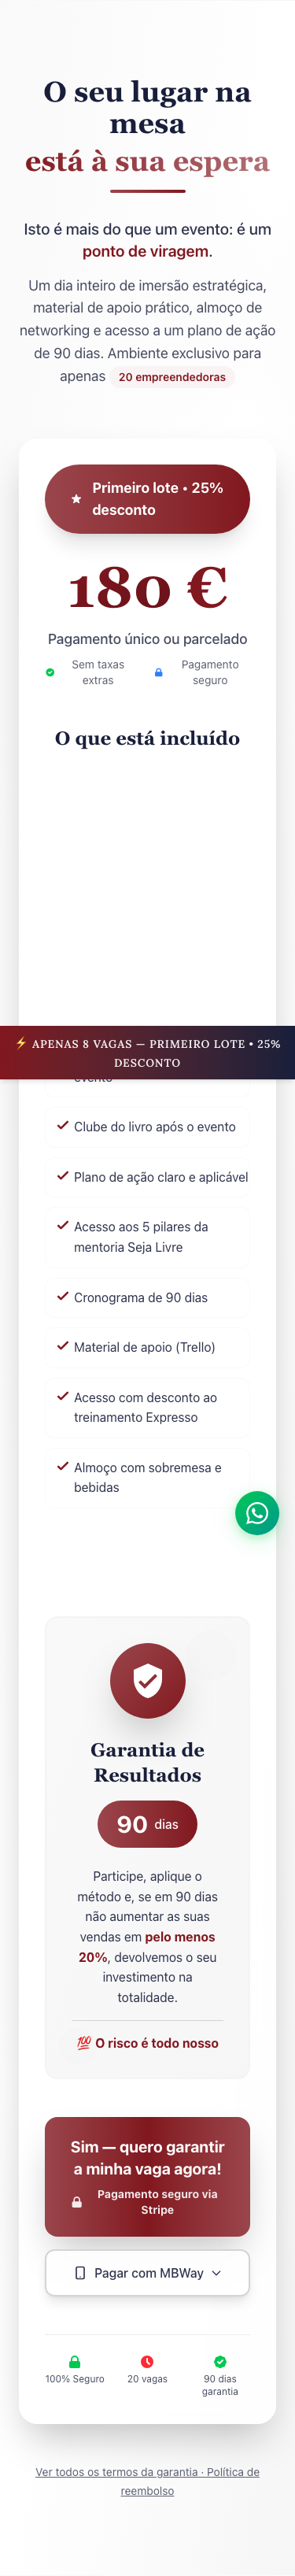 O seu lugar na
mesa
está à sua espera
Isto é mais do que um evento: é um
ponto de viragem.
Um dia inteiro de imersão estratégica,
material de apoio prático, almoço de
networking e acesso a um plano de ação
de 90 dias. Ambiente exclusivo para
apenas 20 empreendedoras
Primeiro lote • 25%
desconto
180 €
Pagamento único ou parcelado
Sem taxas
extras
Pagamento
seguro
O que está incluído
⚡ APENAS 8 VAGAS — PRIMEIRO LOTE • 25%
DESCONTO
evento
Clube do livro após o evento
Plano de ação claro e aplicável
Acesso aos 5 pilares da
mentoria Seja Livre
Cronograma de 90 dias
Material de apoio (Trello)
Acesso com desconto ao
treinamento Expresso
Almoço com sobremesa e
bebidas
Garantia de
Resultados
90 dias
Participe, aplique o
método e, se em 90 dias
não aumentar as suas
vendas em pelo menos
20%, devolvemos o seu
investimento na
totalidade.
💯 O risco é todo nosso
Sim — quero garantir
a minha vaga agora!
Pagamento seguro via
Stripe
Pagar com MBWay
100% Seguro
20 vagas
90 dias
garantia
Ver todos os termos da garantia · Política de
reembolso